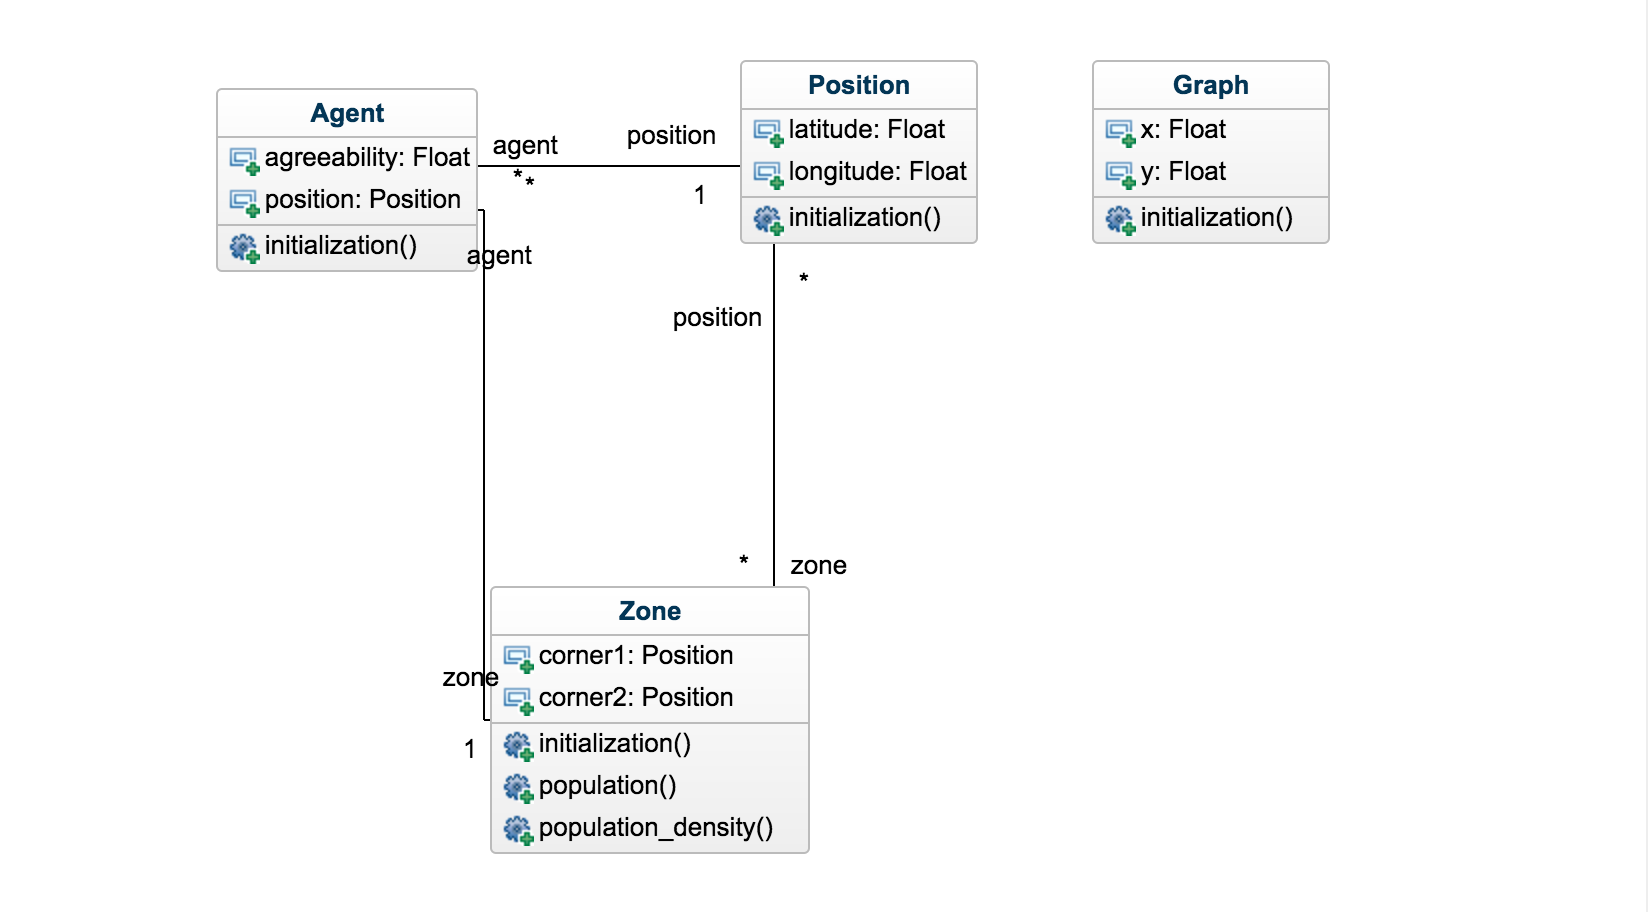 Agent
agreeability: Float
position: Position
initialization()
agent
position
*
*
1
Position
latitude: Float
longitude: Float
initialization()
Graph
x: Float
y: Float
initialization()
agent
*
position
*
zone
Zone
corner1: Position
corner2: Position
initialization()
population()
population_density()
zone
1